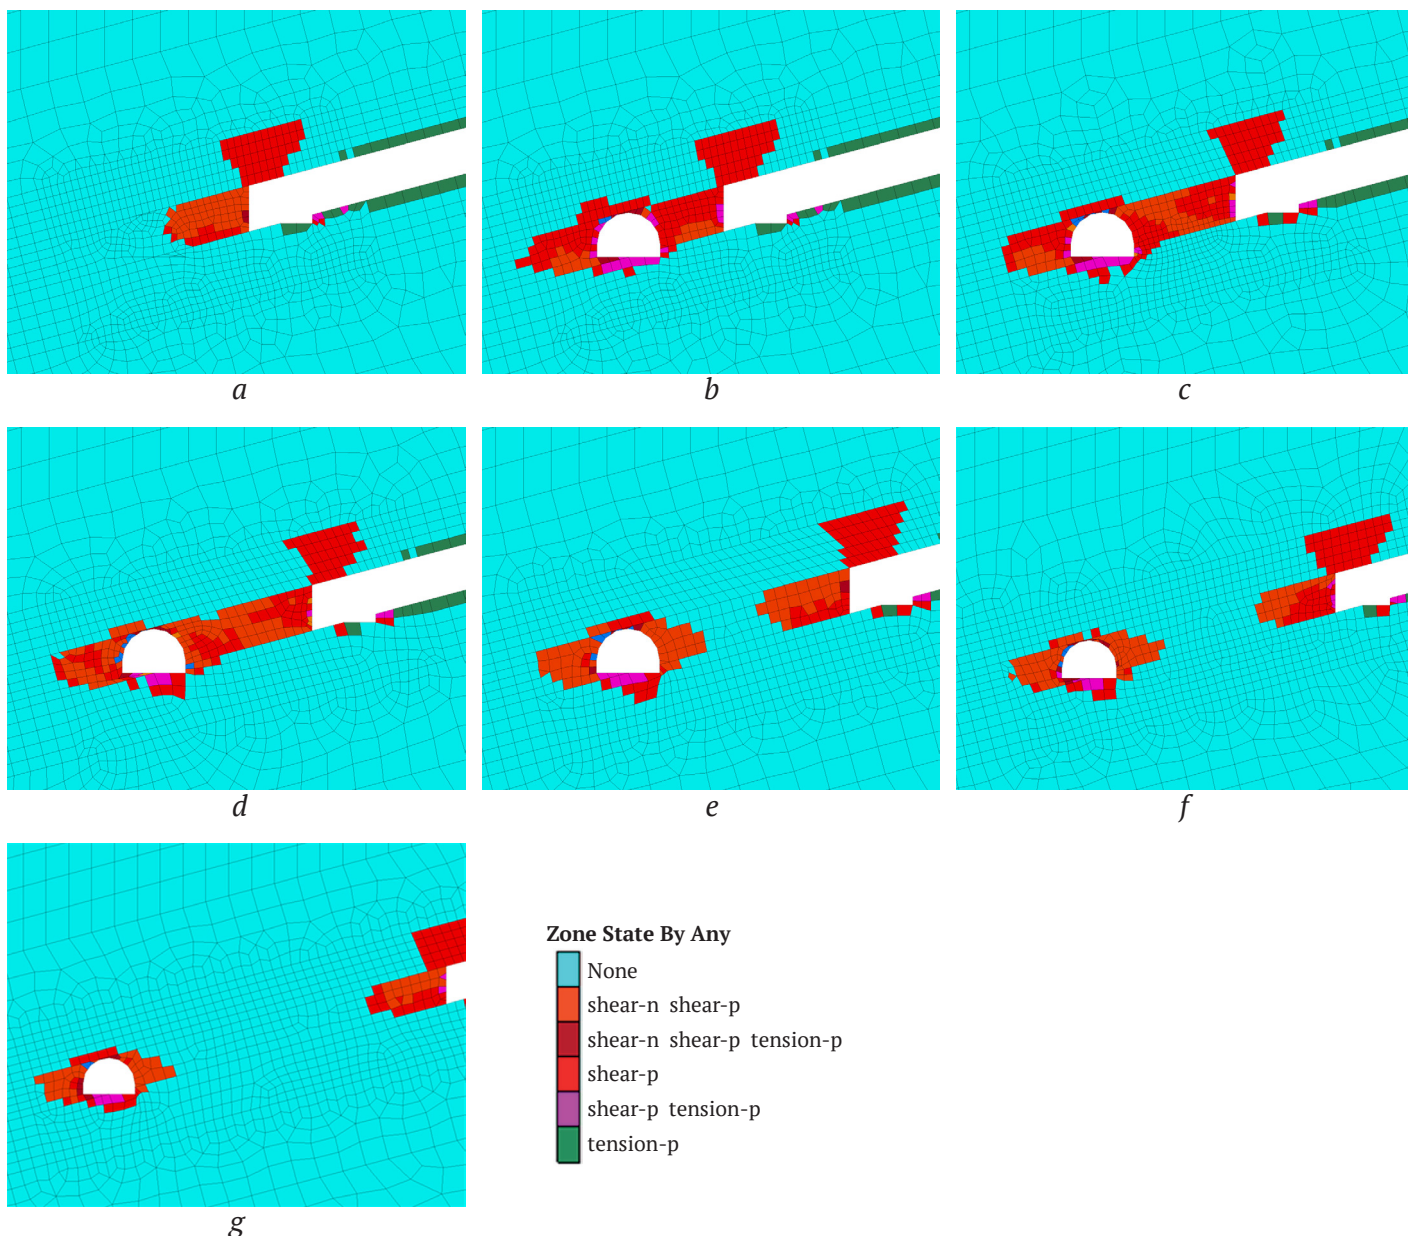 a
b
c
d
e
f
g
Zone State By Any
None
shear-n shear-p
shear-n shear-p tension-p
shear-p
shear-p tension-p
tension-p